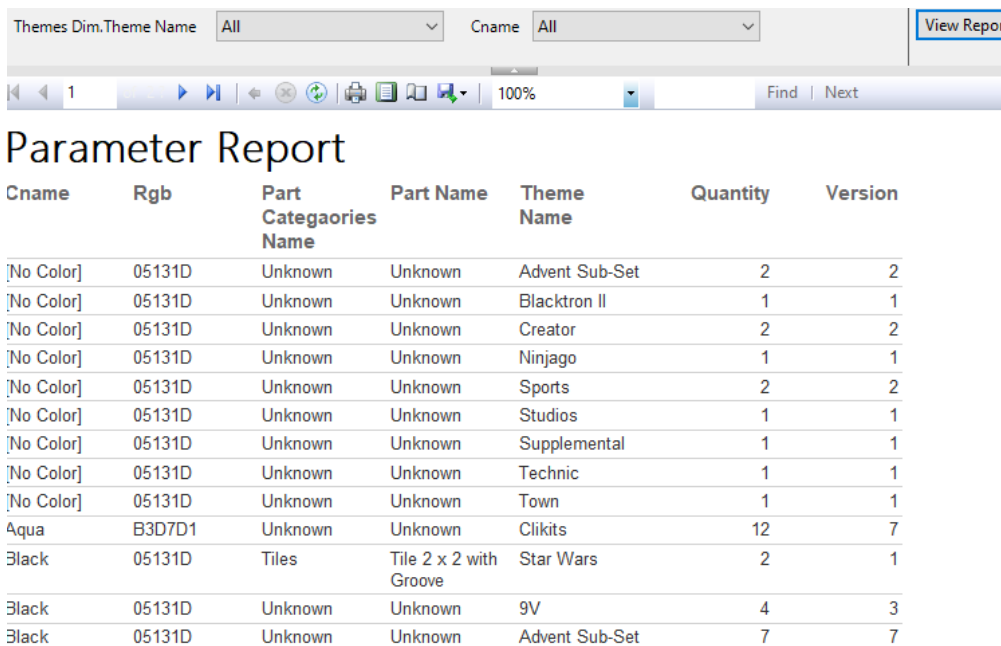 Themes Dim.Theme Name All Cname All View Repor
1 100% Find | Next
Parameter Report
Cname Rgb Part Categaories Name Part Name Theme Name Quantity Version
[No Color] 05131D Unknown Unknown Advent Sub-Set 2 2
[No Color] 05131D Unknown Unknown Blacktron II 1 1
[No Color] 05131D Unknown Unknown Creator 2 2
[No Color] 05131D Unknown Unknown Ninjago 1 1
[No Color] 05131D Unknown Unknown Sports 2 2
[No Color] 05131D Unknown Unknown Studios 1 1
[No Color] 05131D Unknown Unknown Supplemental 1 1
[No Color] 05131D Unknown Unknown Technic 1 1
[No Color] 05131D Unknown Unknown Town 1 1
Aqua B3D7D1 Unknown Unknown Clikits 12 7
Black 05131D Tiles Tile 2 x 2 with Groove Star Wars 2 1
Black 05131D Unknown Unknown 9V 4 3
Black 05131D Unknown Unknown Advent Sub-Set 7 7